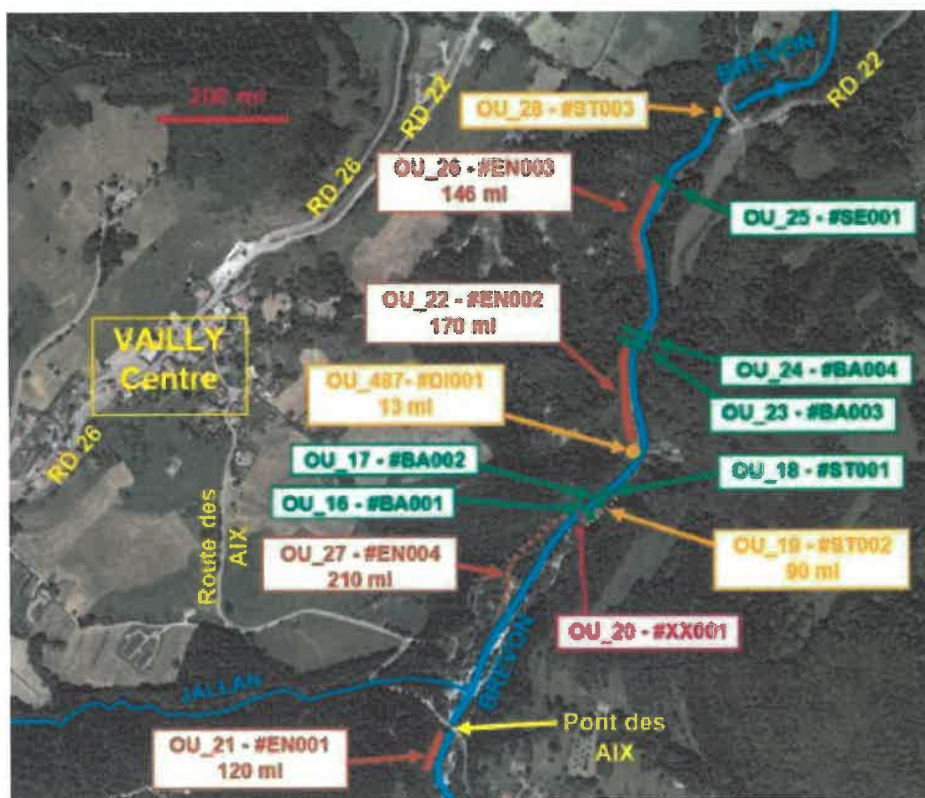 BREVON
RD 22
200 ml
RD 22
OU_28 - #ST003
RD 26
OU_26 - #EN003
146 ml
OU_25 - #SE001
OU_22 - #EN002
170 ml
VAILLY
Centre
OU_24 - #BA004
OU_487- #DI001
13 ml
OU_23 - #BA003
RD 26
OU_17 - #BA002
OU_18 - #ST001
OU_16 - #BA001
Route des
AIX
OU_27 - #EN004
210 ml
OU_19 - #ST002
90 ml
OU_20 - #XX001
BREVON
JALLAN
Pont des
AIX
OU_21 - #EN001
120 ml